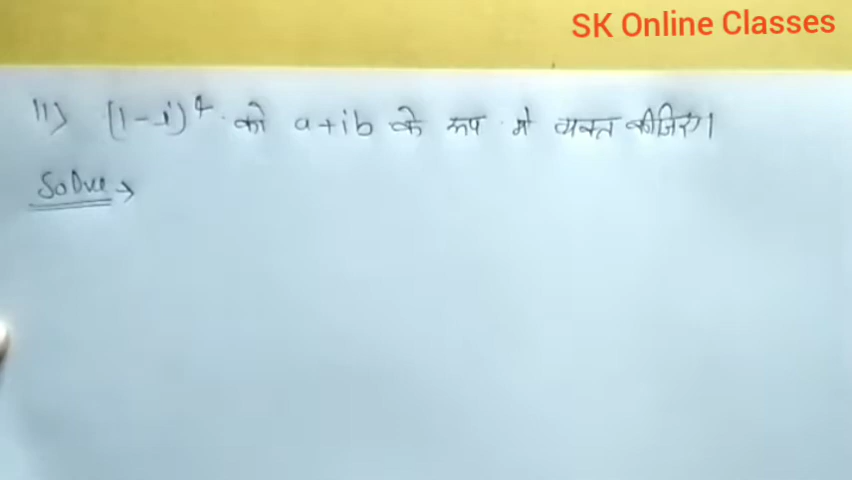 SK Online Classes
11) (1-i)⁴ को a+ib के रूप मे व्यक्त कीजिए।
Solve →